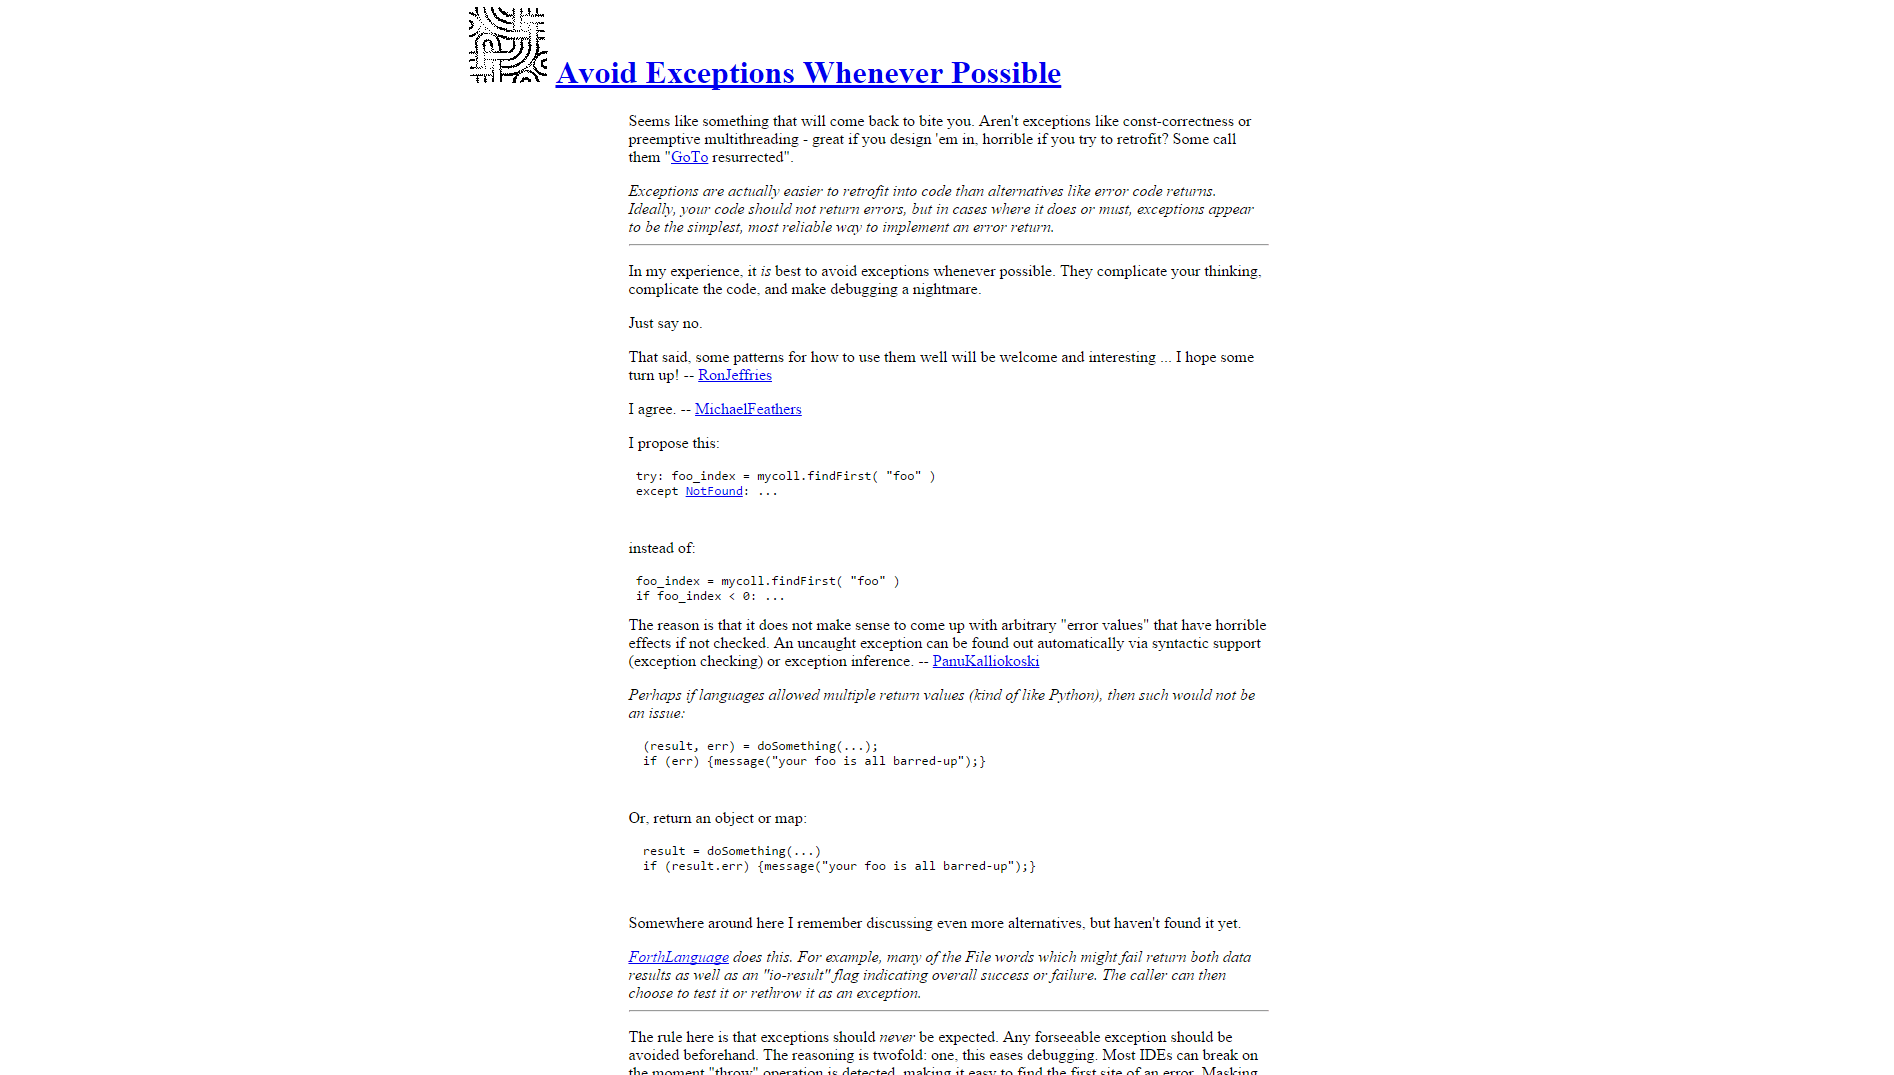 Avoid Exceptions Whenever Possible
Seems like something that will come back to bite you. Aren't exceptions like const-correctness or
preemptive multithreading - great if you design 'em in, horrible if you try to retrofit? Some call
them "GoTo resurrected".
Exceptions are actually easier to retrofit into code than alternatives like error code returns.
Ideally, your code should not return errors, but in cases where it does or must, exceptions appear
to be the simplest, most reliable way to implement an error return.
In my experience, it is best to avoid exceptions whenever possible. They complicate your thinking,
complicate the code, and make debugging a nightmare.
Just say no.
That said, some patterns for how to use them well will be welcome and interesting ... I hope some
turn up! -- RonJeffries
I agree. -- MichaelFeathers
I propose this:
try: foo_index = mycoll.findFirst( "foo" )
except NotFound: ...
instead of:
foo_index = mycoll.findFirst( "foo" )
if foo_index < 0: ...
The reason is that it does not make sense to come up with arbitrary "error values" that have horrible
effects if not checked. An uncaught exception can be found out automatically via syntactic support
(exception checking) or exception inference. -- PanuKalliokoski
Perhaps if languages allowed multiple return values (kind of like Python), then such would not be
an issue:
(result, err) = doSomething(...);
if (err) {message("your foo is all barred-up");}
Or, return an object or map:
result = doSomething(...)
if (result.err) {message("your foo is all barred-up");}
Somewhere around here I remember discussing even more alternatives, but haven't found it yet.
ForthLanguage does this. For example, many of the File words which might fail return both data
results as well as an "io-result" flag indicating overall success or failure. The caller can then
choose to test it or rethrow it as an exception.
The rule here is that exceptions should never be expected. Any forseeable exception should be
avoided beforehand. The reasoning is twofold: one, this eases debugging. Most IDEs can break on
the moment "throw" operation is detected, making it easy to find the first site of an error. Masking